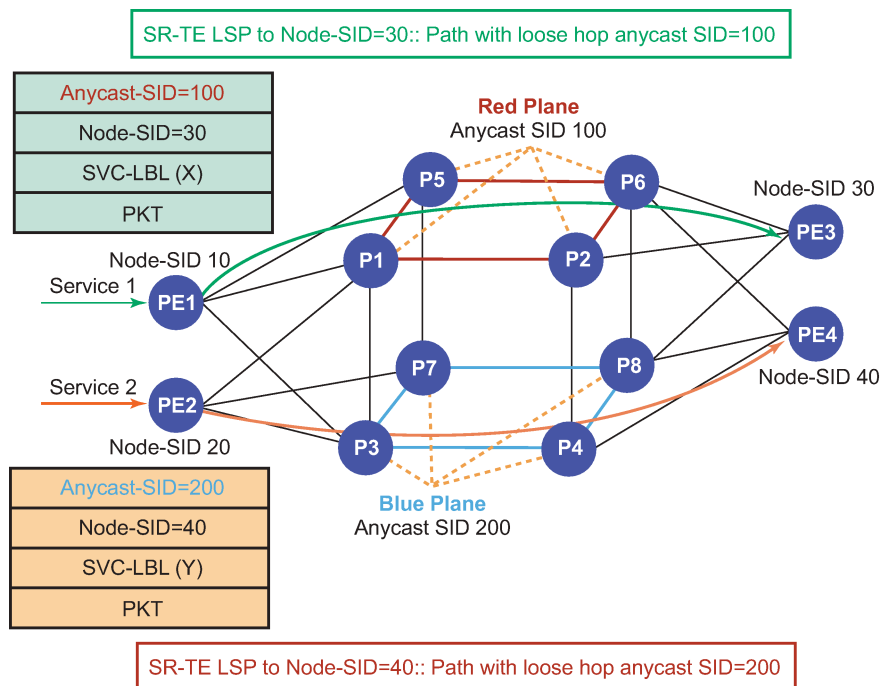 SR-TE LSP to Node-SID=30:: Path with loose hop anycast SID=100
Anycast-SID=100
Node-SID=30
SVC-LBL (X)
PKT
Red Plane
Anycast SID 100
P5
P6
Node-SID 30
PE3
Node-SID 10
P1
P2
Service 1
PE1
PE4
Node-SID 40
P7
P8
Service 2
PE2
Node-SID 20
P3
P4
Anycast-SID=200
Node-SID=40
SVC-LBL (Y)
PKT
Blue Plane
Anycast SID 200
SR-TE LSP to Node-SID=40:: Path with loose hop anycast SID=200